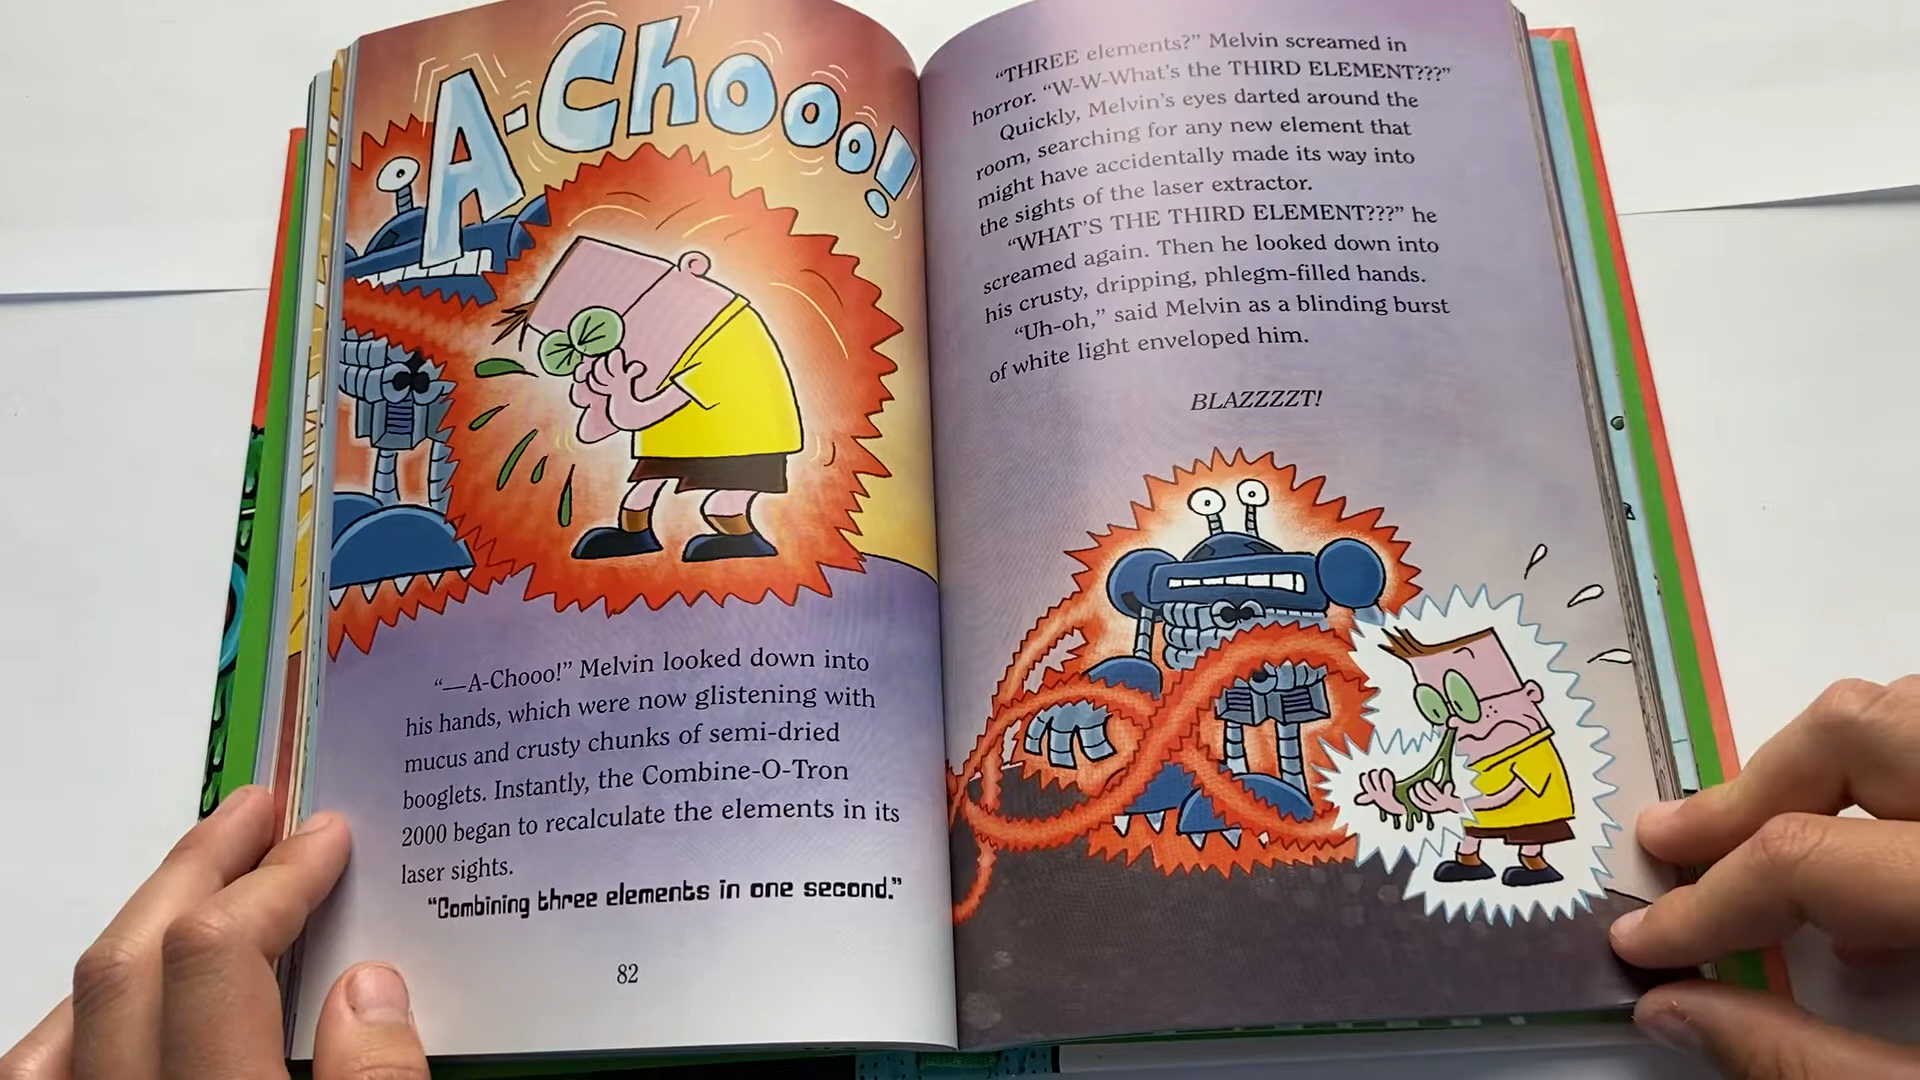 A-Chooo!
“—A-Chooo!” Melvin looked down into
his hands, which were now glistening with
mucus and crusty chunks of semi-dried
booglets. Instantly, the Combine-O-Tron
2000 began to recalculate the elements in its
laser sights.
“Combining three elements in one second.”
82
“THREE elements?” Melvin screamed in
horror. “W-W-What’s the THIRD ELEMENT???”
Quickly, Melvin’s eyes darted around the
room, searching for any new element that
might have accidentally made its way into
the sights of the laser extractor.
“WHAT’S THE THIRD ELEMENT???” he
screamed again. Then he looked down into
his crusty, dripping, phlegm-filled hands.
“Uh-oh,” said Melvin as a blinding burst
of white light enveloped him.
BLAZZZZT!